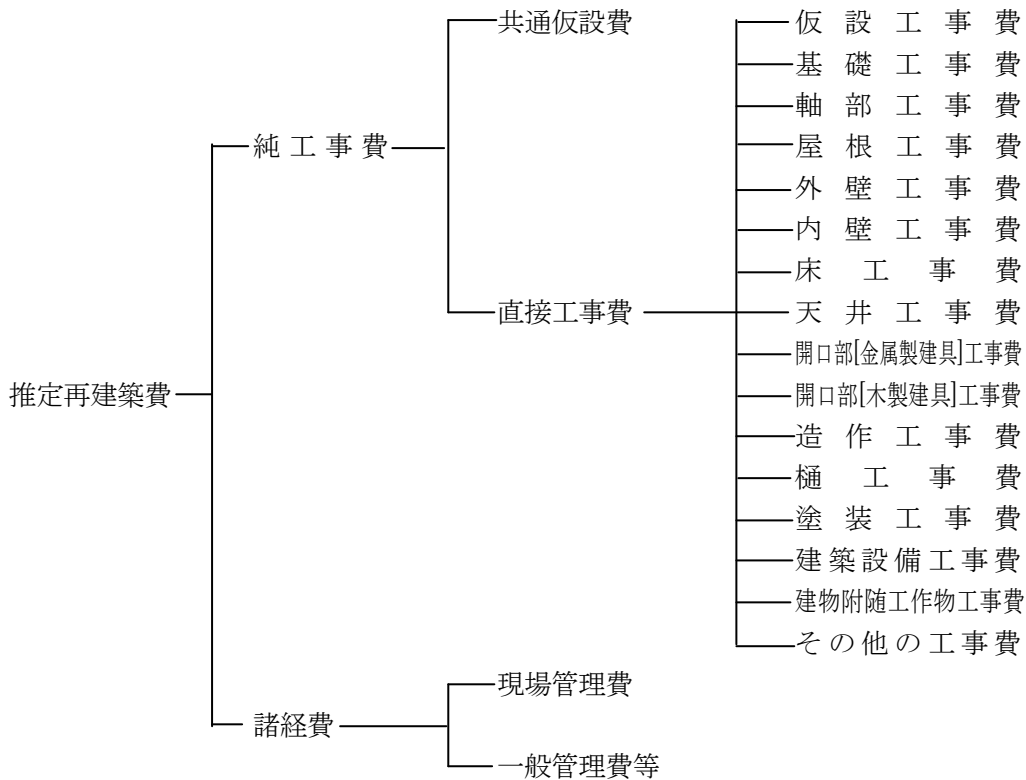 推定再建築費
純工事費
共通仮設費
直接工事費
仮設工事費
基礎工事費
軸部工事費
屋根工事費
外壁工事費
内壁工事費
床工事費
天井工事費
開口部[金属製建具]工事費
開口部[木製建具]工事費
造作工事費
樋工事費
塗装工事費
建築設備工事費
建物附随工作物工事費
その他の工事費
諸経費
現場管理費
一般管理費等